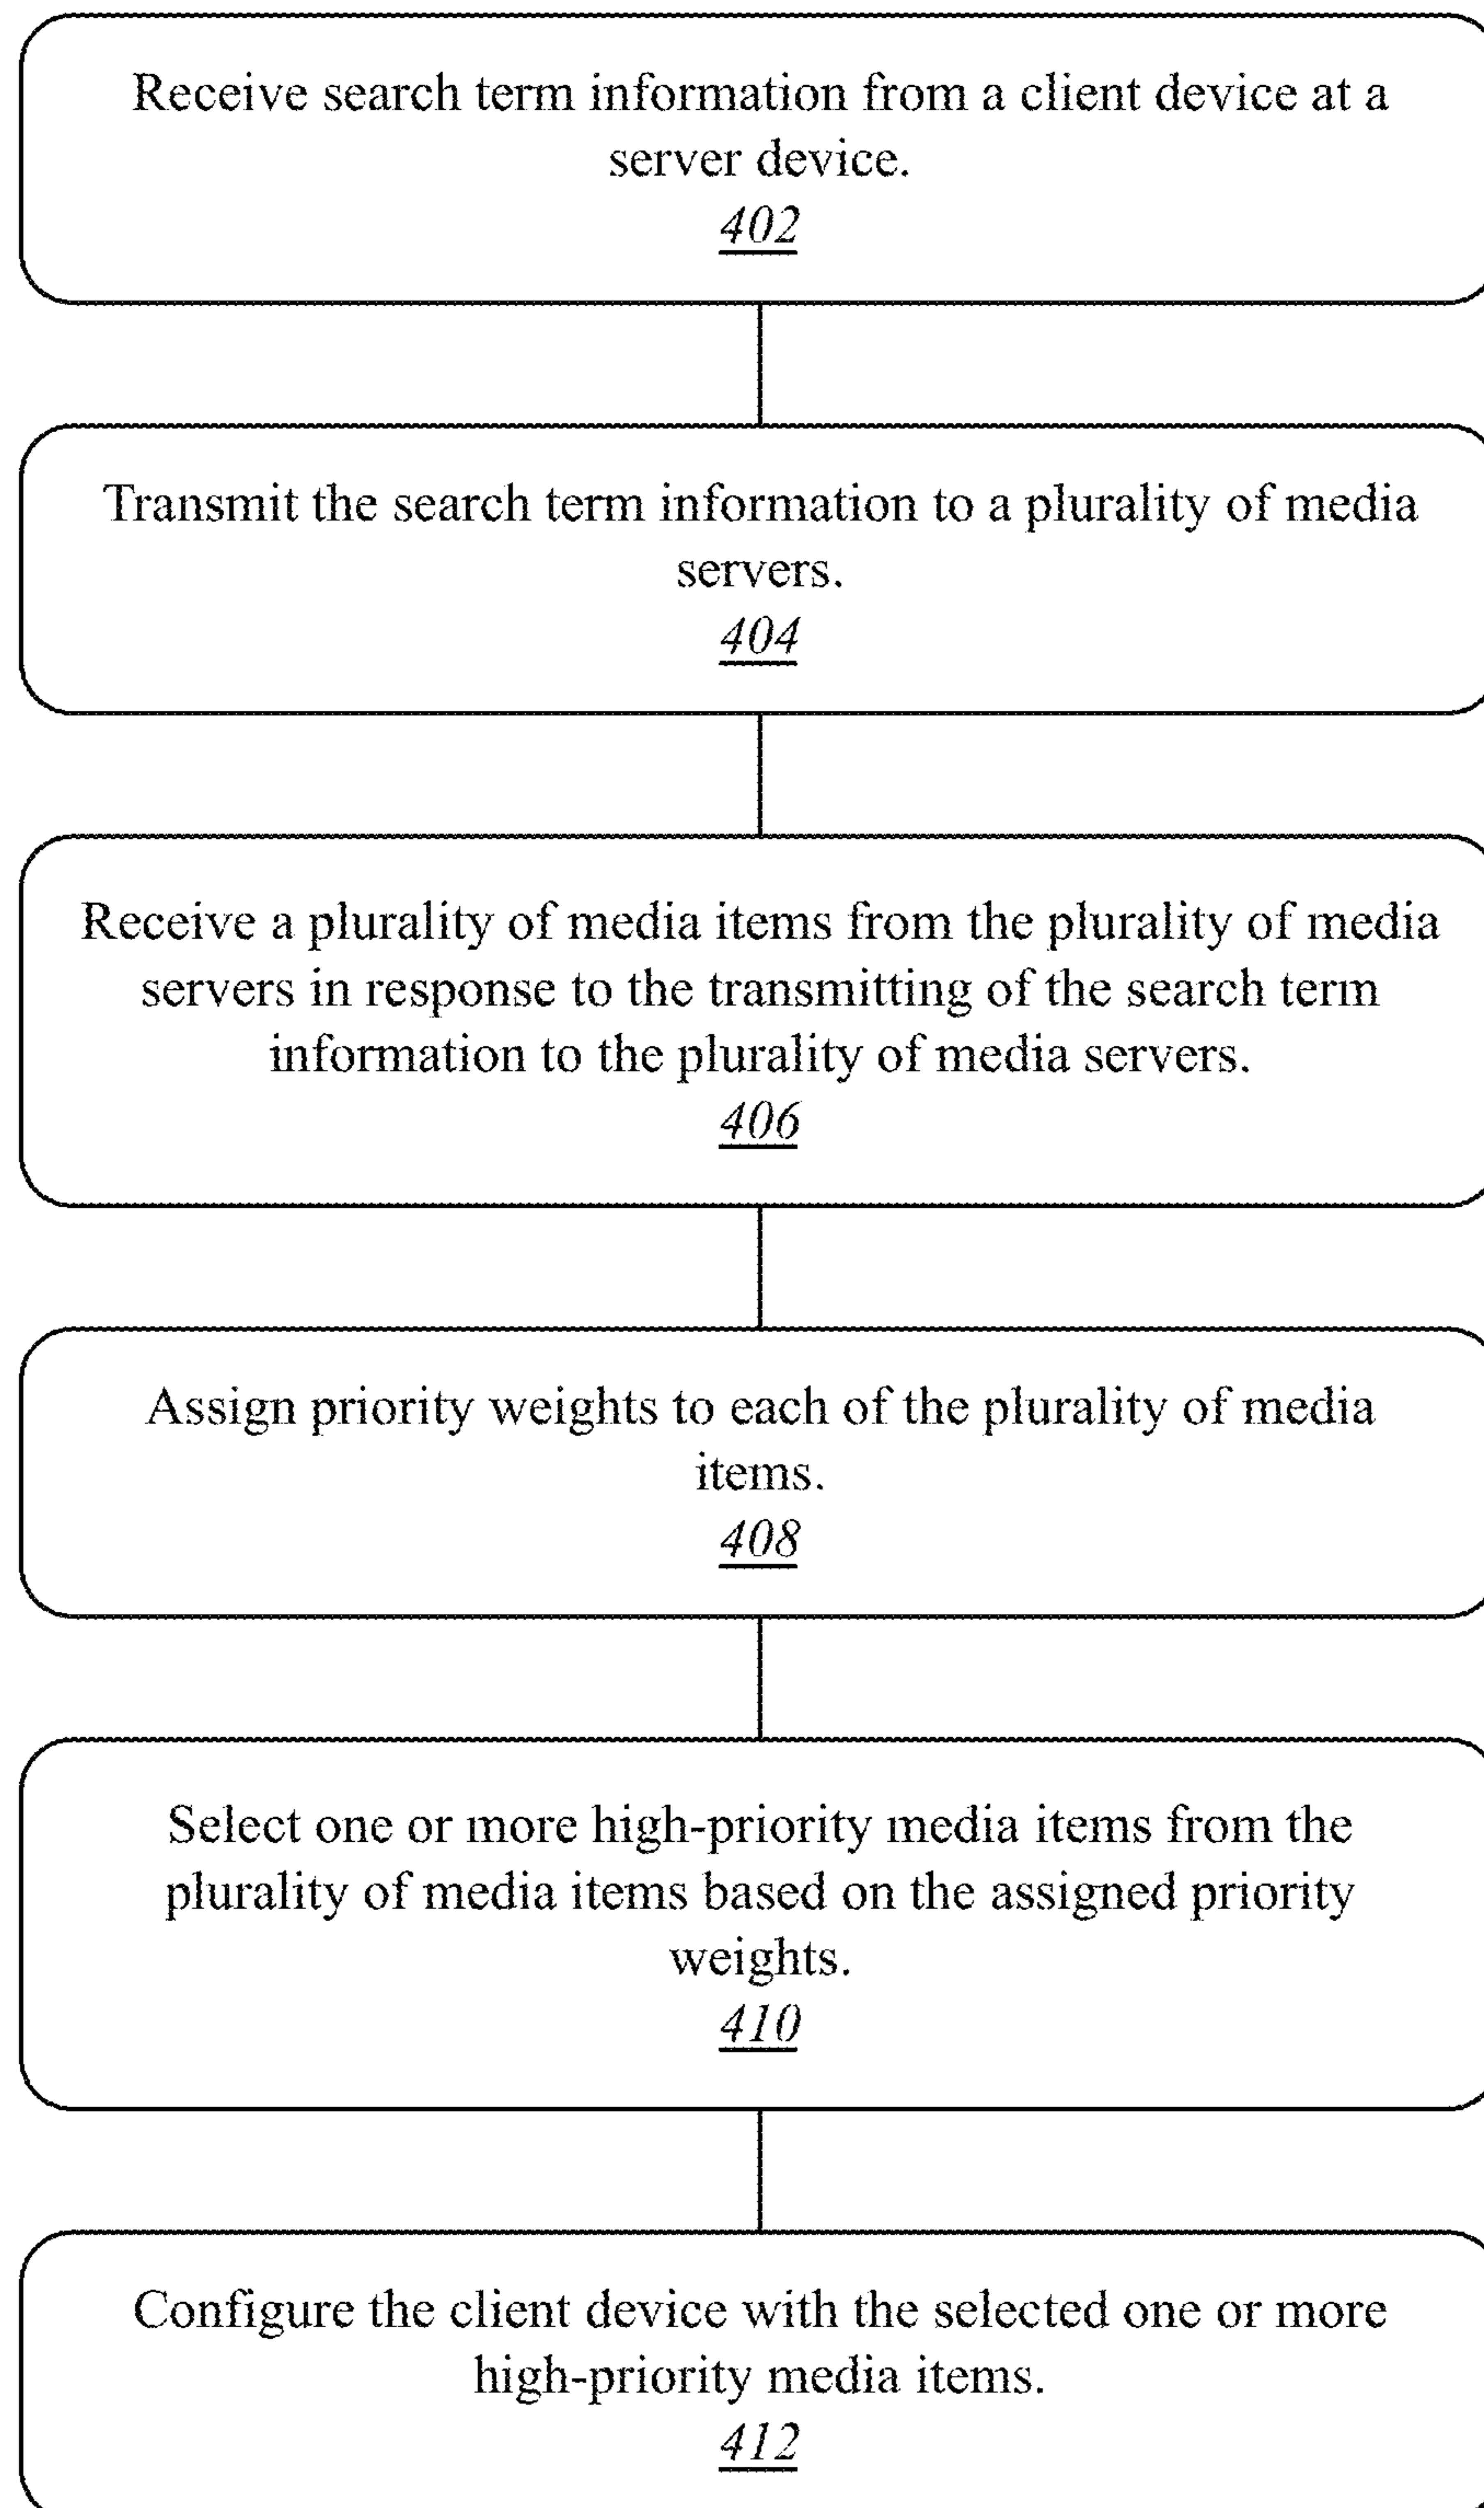 Receive search term information from a client device at a
server device.
402
Transmit the search term information to a plurality of media
servers.
404
Receive a plurality of media items from the plurality of media
servers in response to the transmitting of the search term
information to the plurality of media servers.
406
Assign priority weights to each of the plurality of media
items.
408
Select one or more high-priority media items from the
plurality of media items based on the assigned priority
weights.
410
Configure the client device with the selected one or more
high-priority media items.
412